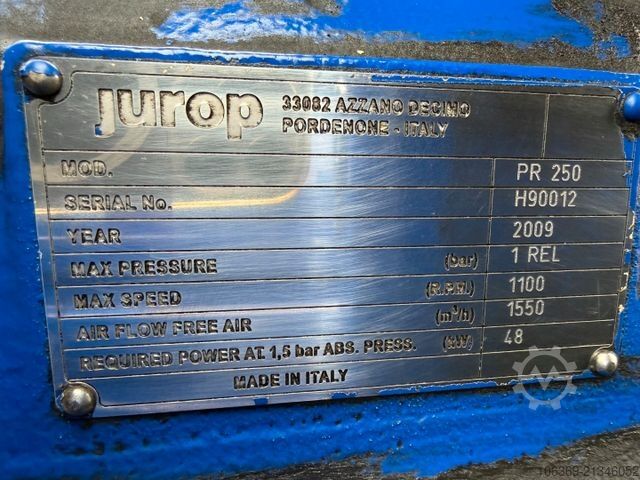 jurop
33082 AZZANO DECIMO
PORDENONE - ITALY
MOD. PR 250
SERIAL No. H90012
YEAR 2009
MAX PRESSURE (bar) 1 REL
MAX SPEED (R.P.M.) 1100
AIR FLOW FREE AIR (m³/h) 1550
REQUIRED POWER AT 1,5 bar ABS. PRESS. (kW) 48
MADE IN ITALY
106369-21346052